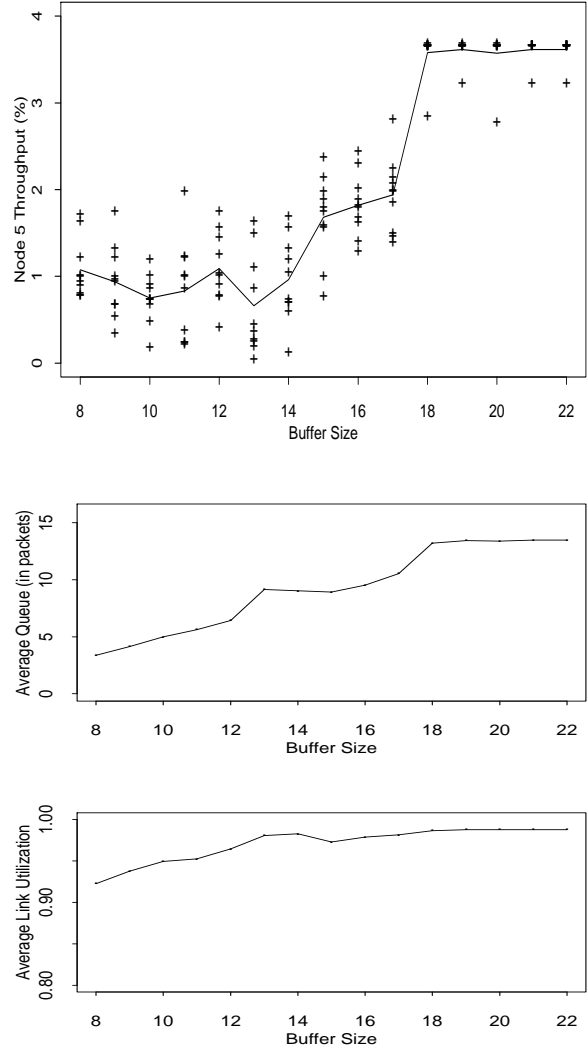 Node 5 Throughput (%)
4
3
2
1
0
8 10 12 14 16 18 20 22
Buffer Size
Average Queue (in packets)
15
10
5
0
8 10 12 14 16 18 20 22
Buffer Size
Average Link Utilization
1.00
0.90
0.80
8 10 12 14 16 18 20 22
Buffer Size